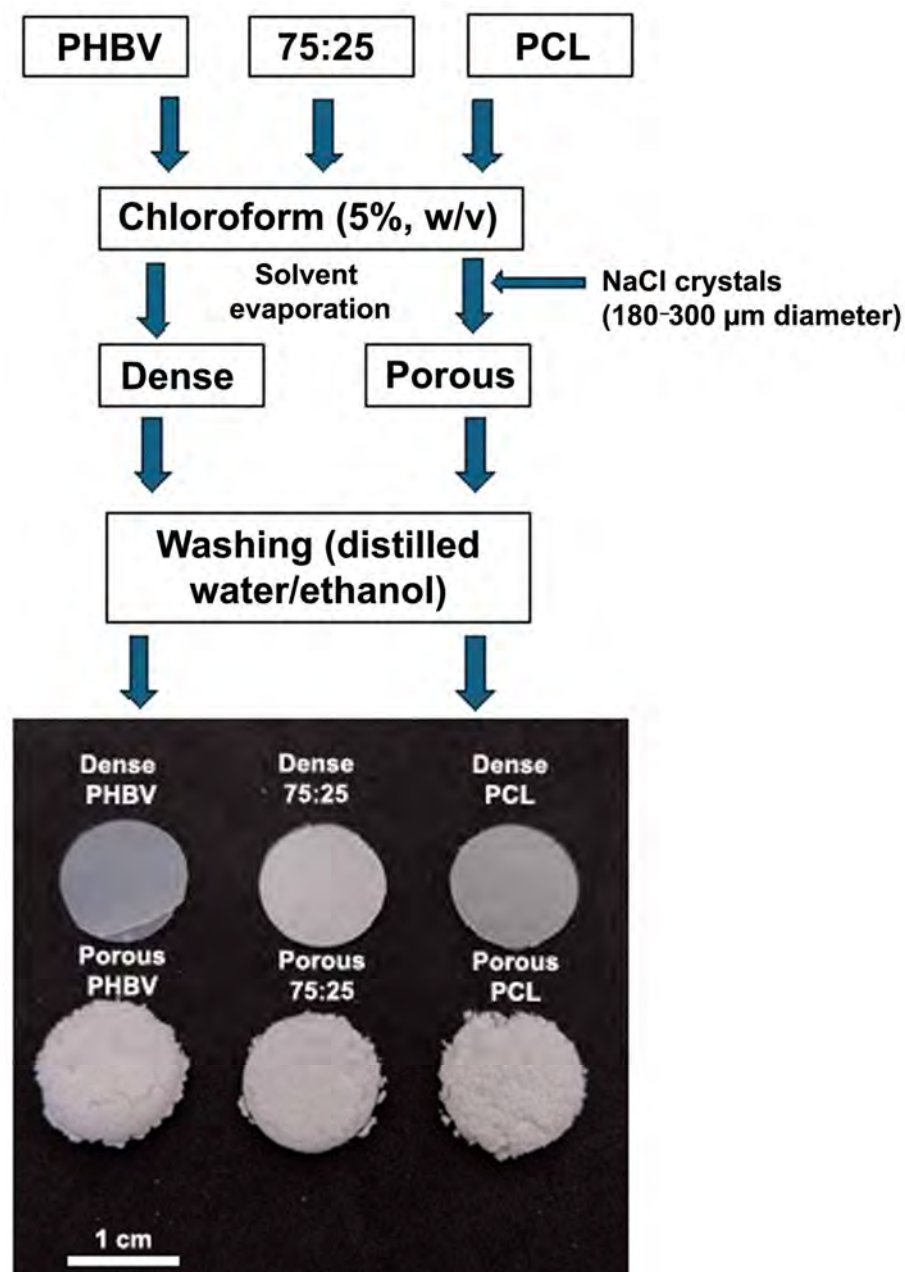 PHBV
75:25
PCL
Chloroform (5%, w/v)
Solvent
evaporation
NaCl crystals
(180-300 µm diameter)
Dense
Porous
Washing (distilled
water/ethanol)
Dense
PHBV
Dense
75:25
Dense
PCL
Porous
PHBV
Porous
75:25
Porous
PCL
1 cm